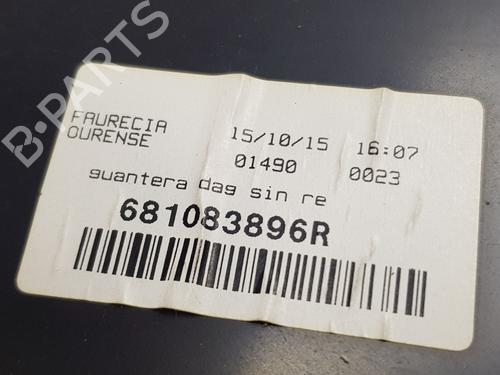 FAURECIA 15/10/15 16:07
OURENSE 01490 0023
guantera dag sin re
681083896R
B-PARTS